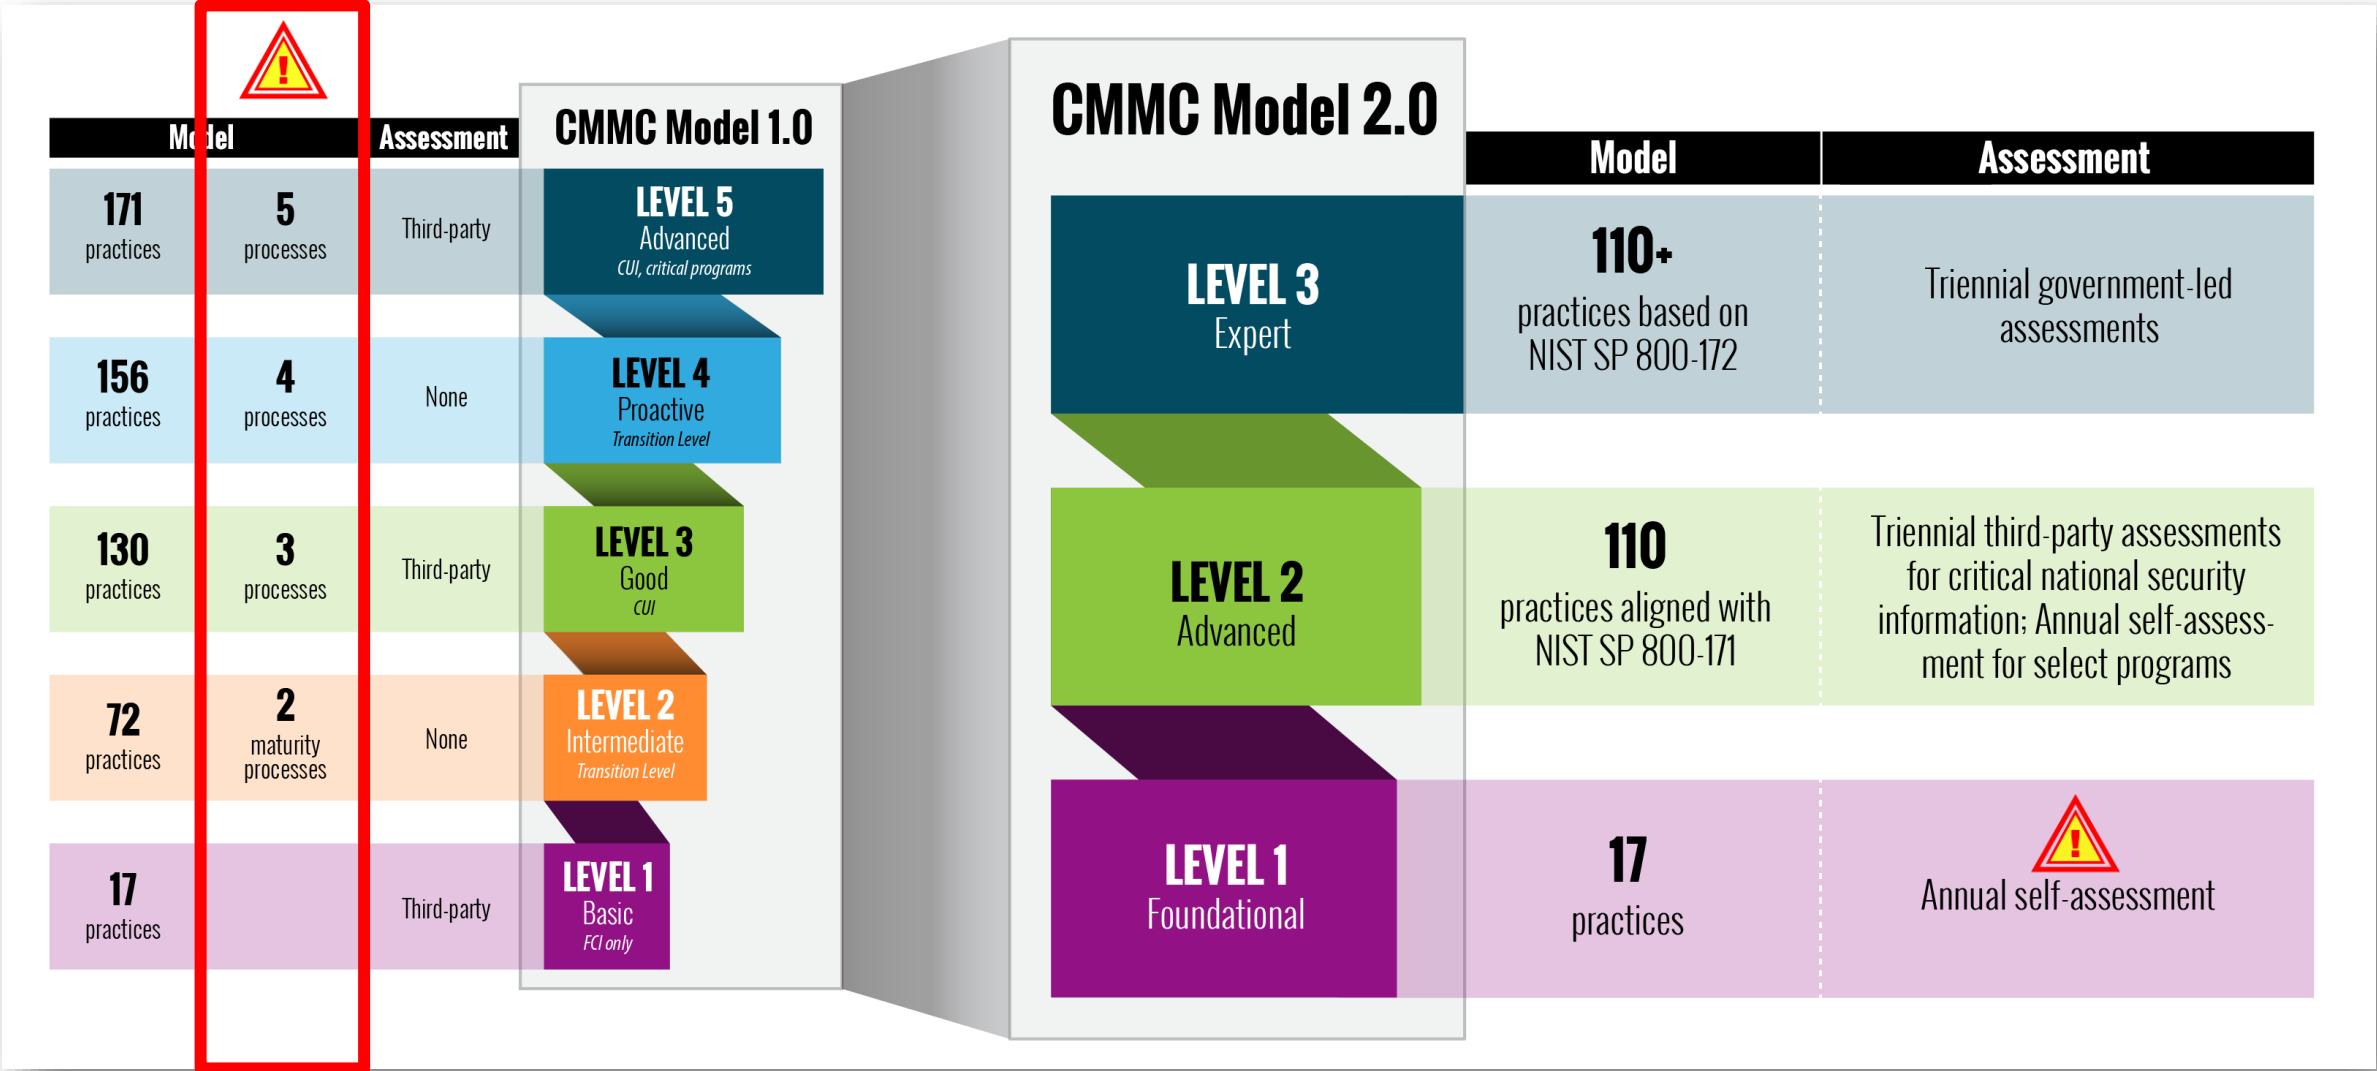 !
Model
Assessment
CMMC Model 1.0
171
practices
5
processes
Third-party
LEVEL 5
Advanced
CUI, critical programs
156
practices
4
processes
None
LEVEL 4
Proactive
Transition Level
130
practices
3
processes
Third-party
LEVEL 3
Good
CUI
72
practices
2
maturity
processes
None
LEVEL 2
Intermediate
Transition Level
17
practices
Third-party
LEVEL 1
Basic
FCI only
CMMC Model 2.0
Model
Assessment
LEVEL 3
Expert
110+
practices based on
NIST SP 800-172
Triennial government-led
assessments
LEVEL 2
Advanced
110
practices aligned with
NIST SP 800-171
Triennial third-party assessments
for critical national security
information; Annual self-assess-
ment for select programs
LEVEL 1
Foundational
17
practices
!
Annual self-assessment